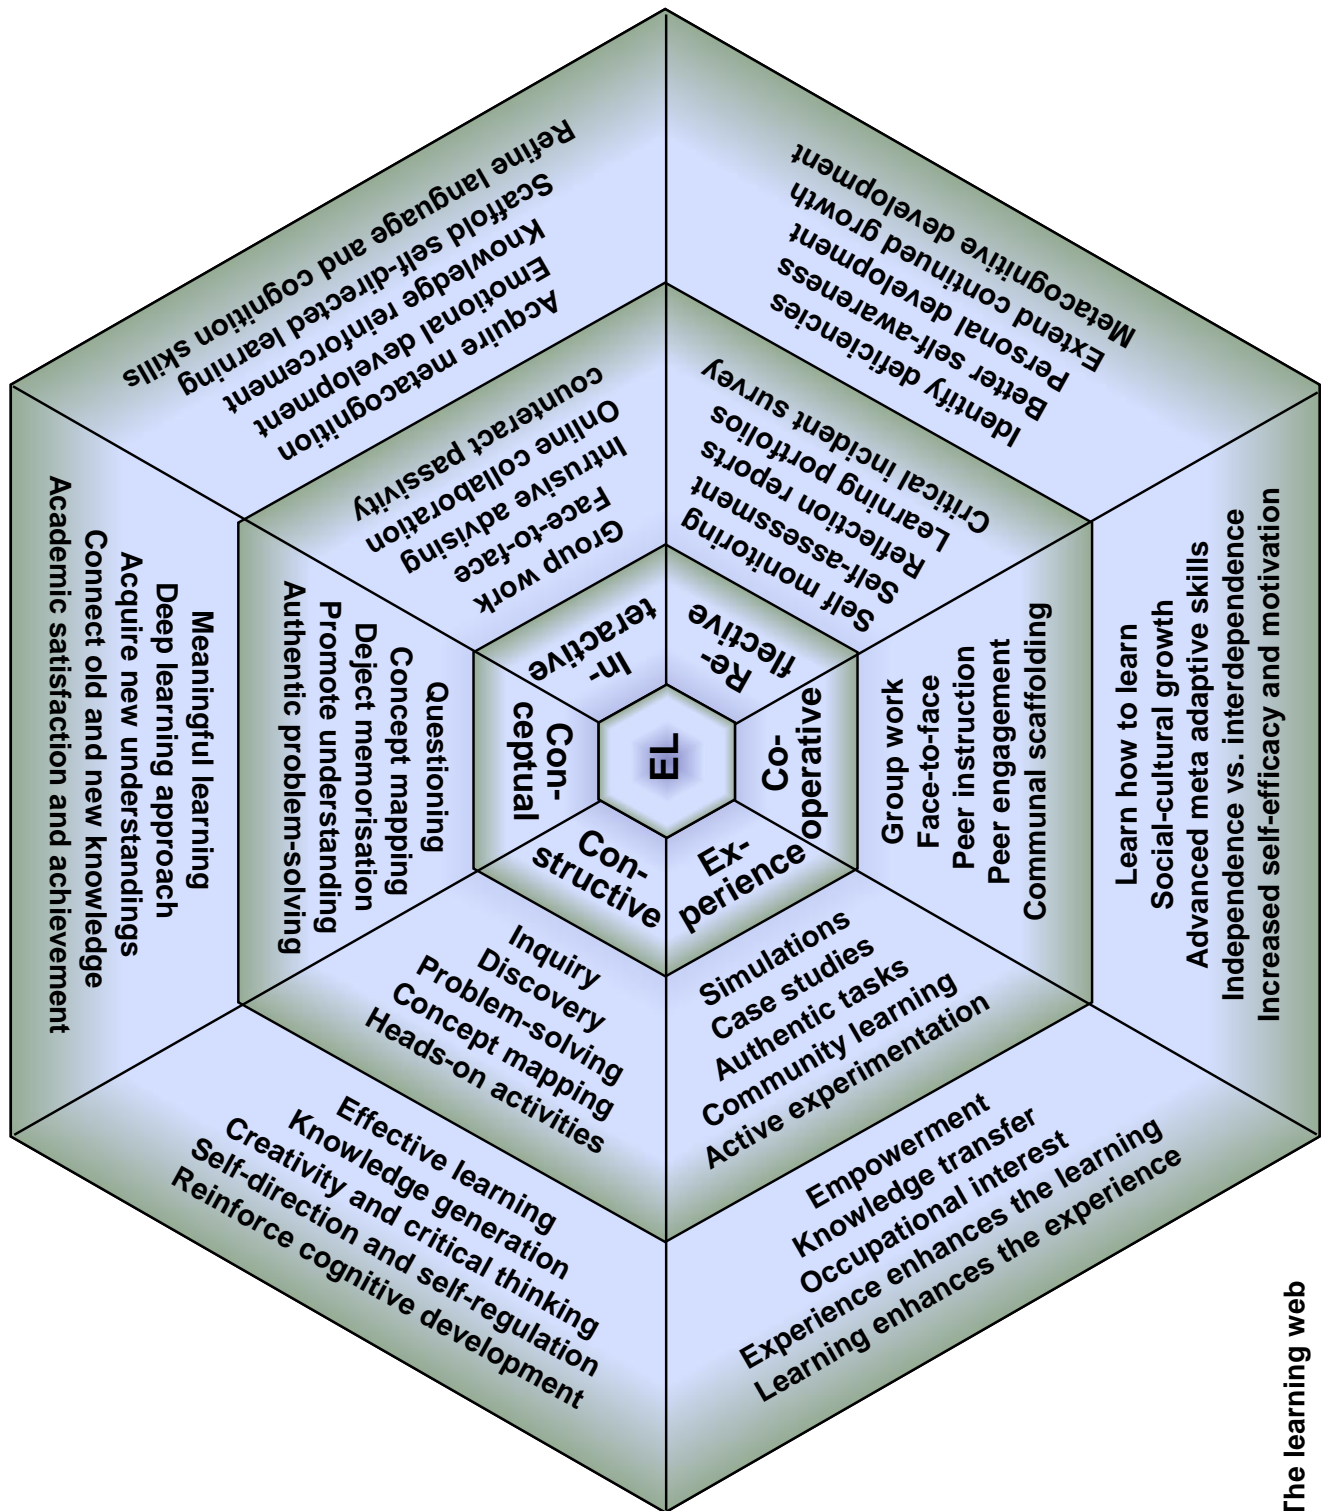 EL
Con-
ceptual
Questioning
Concept mapping
Deject memorisation
Promote understanding
Authentic problem-solving
Meaningful learning
Deep learning approach
Acquire new understandings
Connect old and new knowledge
Academic satisfaction and achievement
In-
teractive
Group work
Face-to-face
Intrusive advising
Online collaboration
counteract passivity
Acquire metacognition
Emotional development
Knowledge reinforcement
Scaffold self-directed learning
Refine language and cognition skills
Re-
flective
Self monitoring
Self-assessment
Reflection reports
Learning portfolios
Critical incident survey
Identify deficiencies
Better self-awareness
Personal development
Extend continued growth
Metacognitive development
Co-
operative
Group work
Face-to-face
Peer instruction
Peer engagement
Communal scaffolding
Learn how to learn
Social-cultural growth
Advanced meta adaptive skills
Independence vs. interdependence
Increased self-efficacy and motivation
Ex-
perience
Simulations
Case studies
Authentic tasks
Community learning
Active experimentation
Empowerment
Knowledge transfer
Occupational interest
Experience enhances the learning
Learning enhances the experience
Con-
structive
Inquiry
Discovery
Problem-solving
Concept mapping
Heads-on activities
Effective learning
Knowledge generation
Creativity and critical thinking
Self-direction and self-regulation
Reinforce cognitive development
The learning web